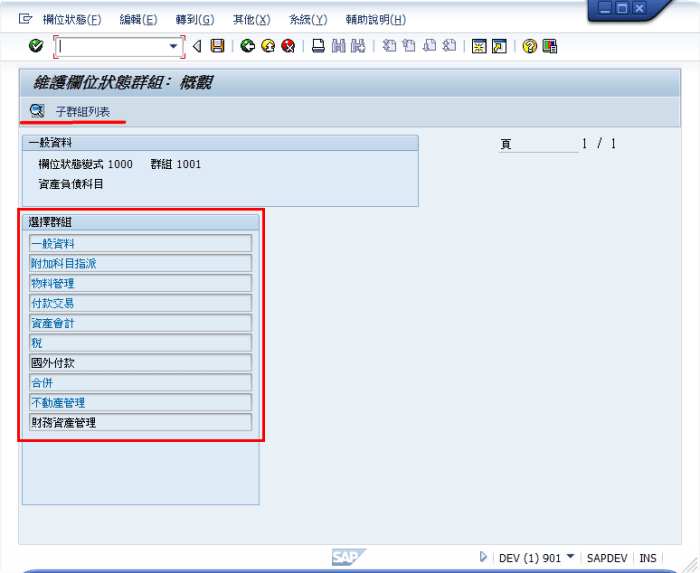 欄位狀態(F) 編輯(E) 轉到(G) 其他(X) 系統(Y) 輔助說明(H)
維護欄位狀態群組: 概觀
子群組列表
一般資料
頁 1 / 1
欄位狀態變式 1000 群組 1001
資產負債科目
選擇群組
一般資料
附加科目指派
物料管理
付款交易
資產會計
稅
國外付款
合併
不動產管理
財務資產管理
SAP
DEV (1) 901 SAPDEV INS